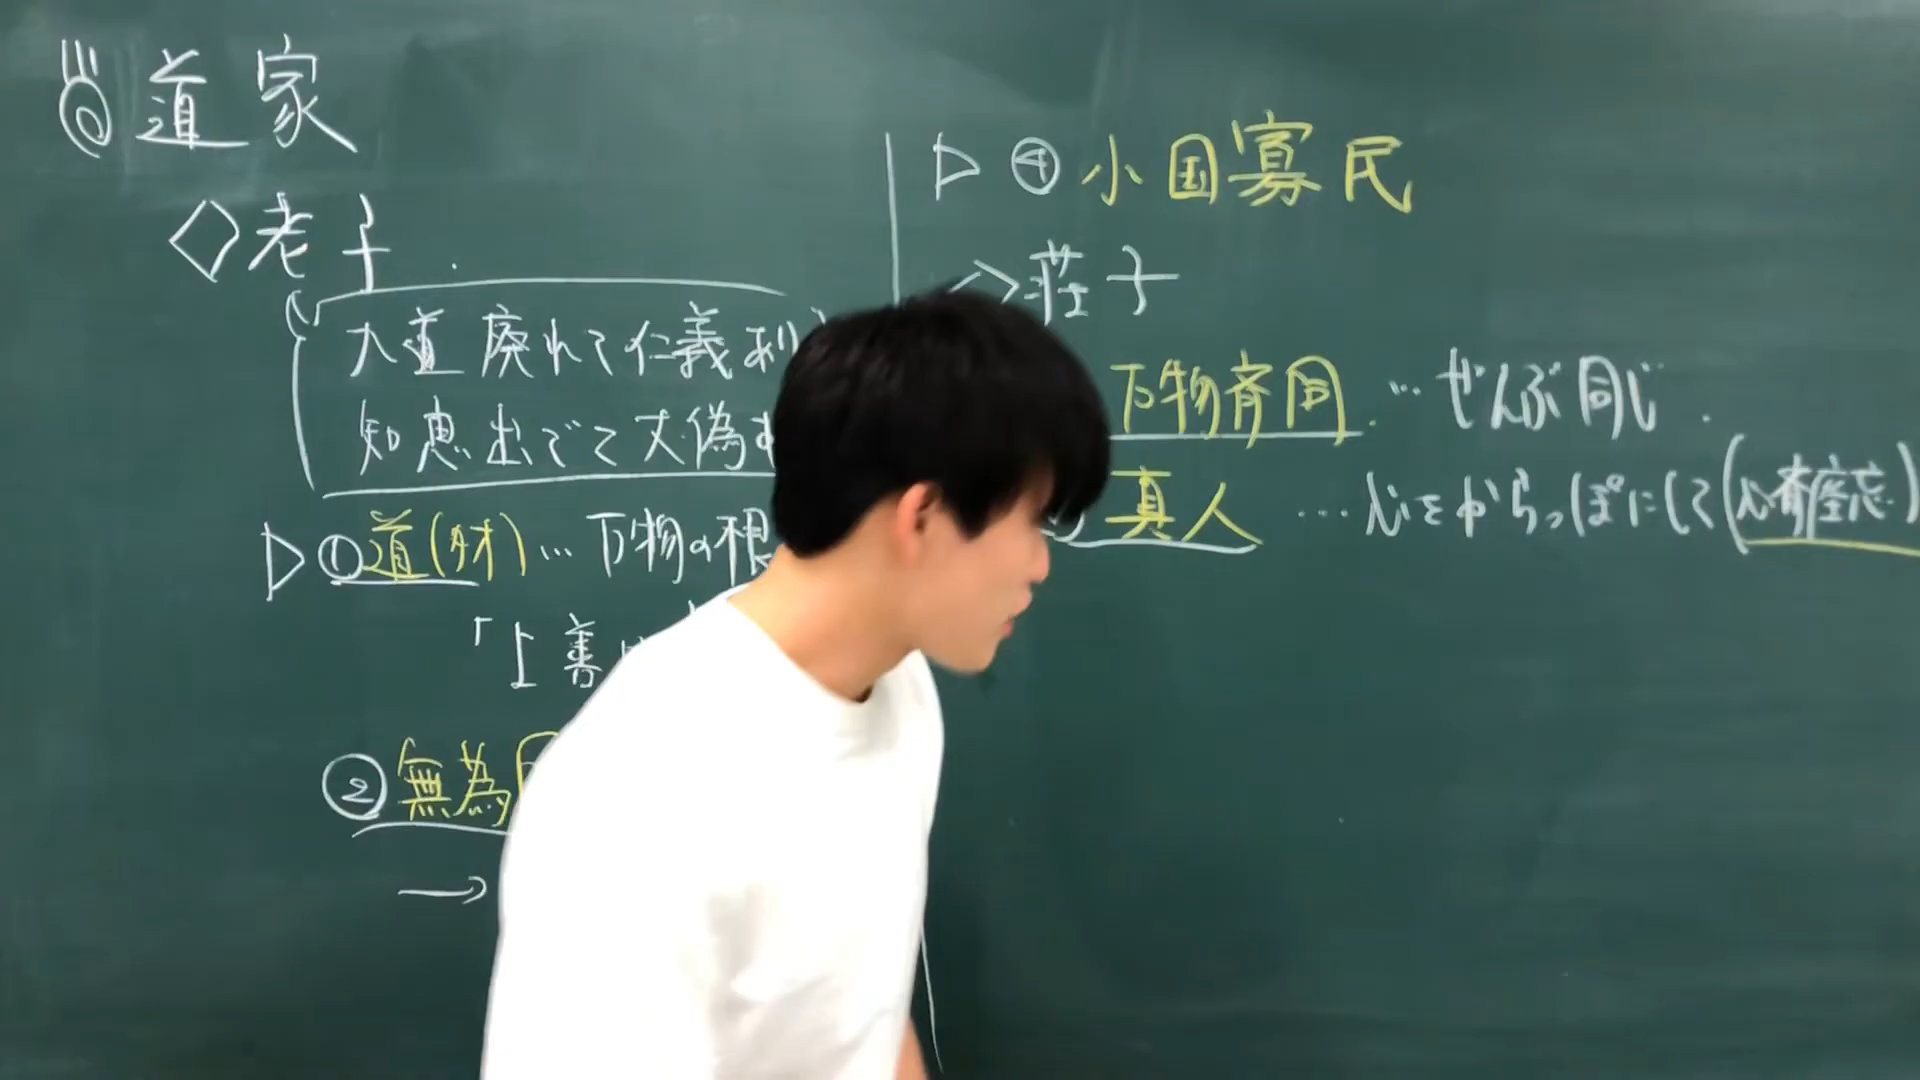 ◎道家
◇老子
大道廃れて仁義あり
知恵出でて大偽
▷①道(タオ)…万物の根
「上善
②無為
→
▷④小国寡民
◇荘子
万物斉同…ぜんぶ同じ
真人…心をからっぽにして(心斎坐忘)